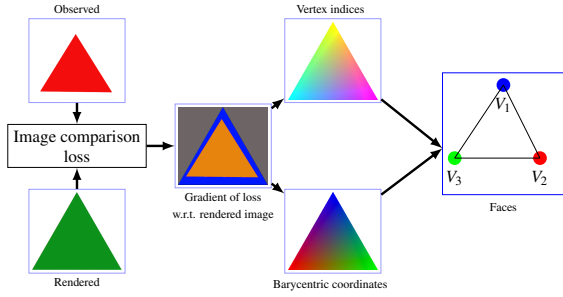 Observed
Image comparison
loss
Rendered
Gradient of loss
w.r.t. rendered image
Vertex indices
Barycentric coordinates
V1
V3
V2
Faces